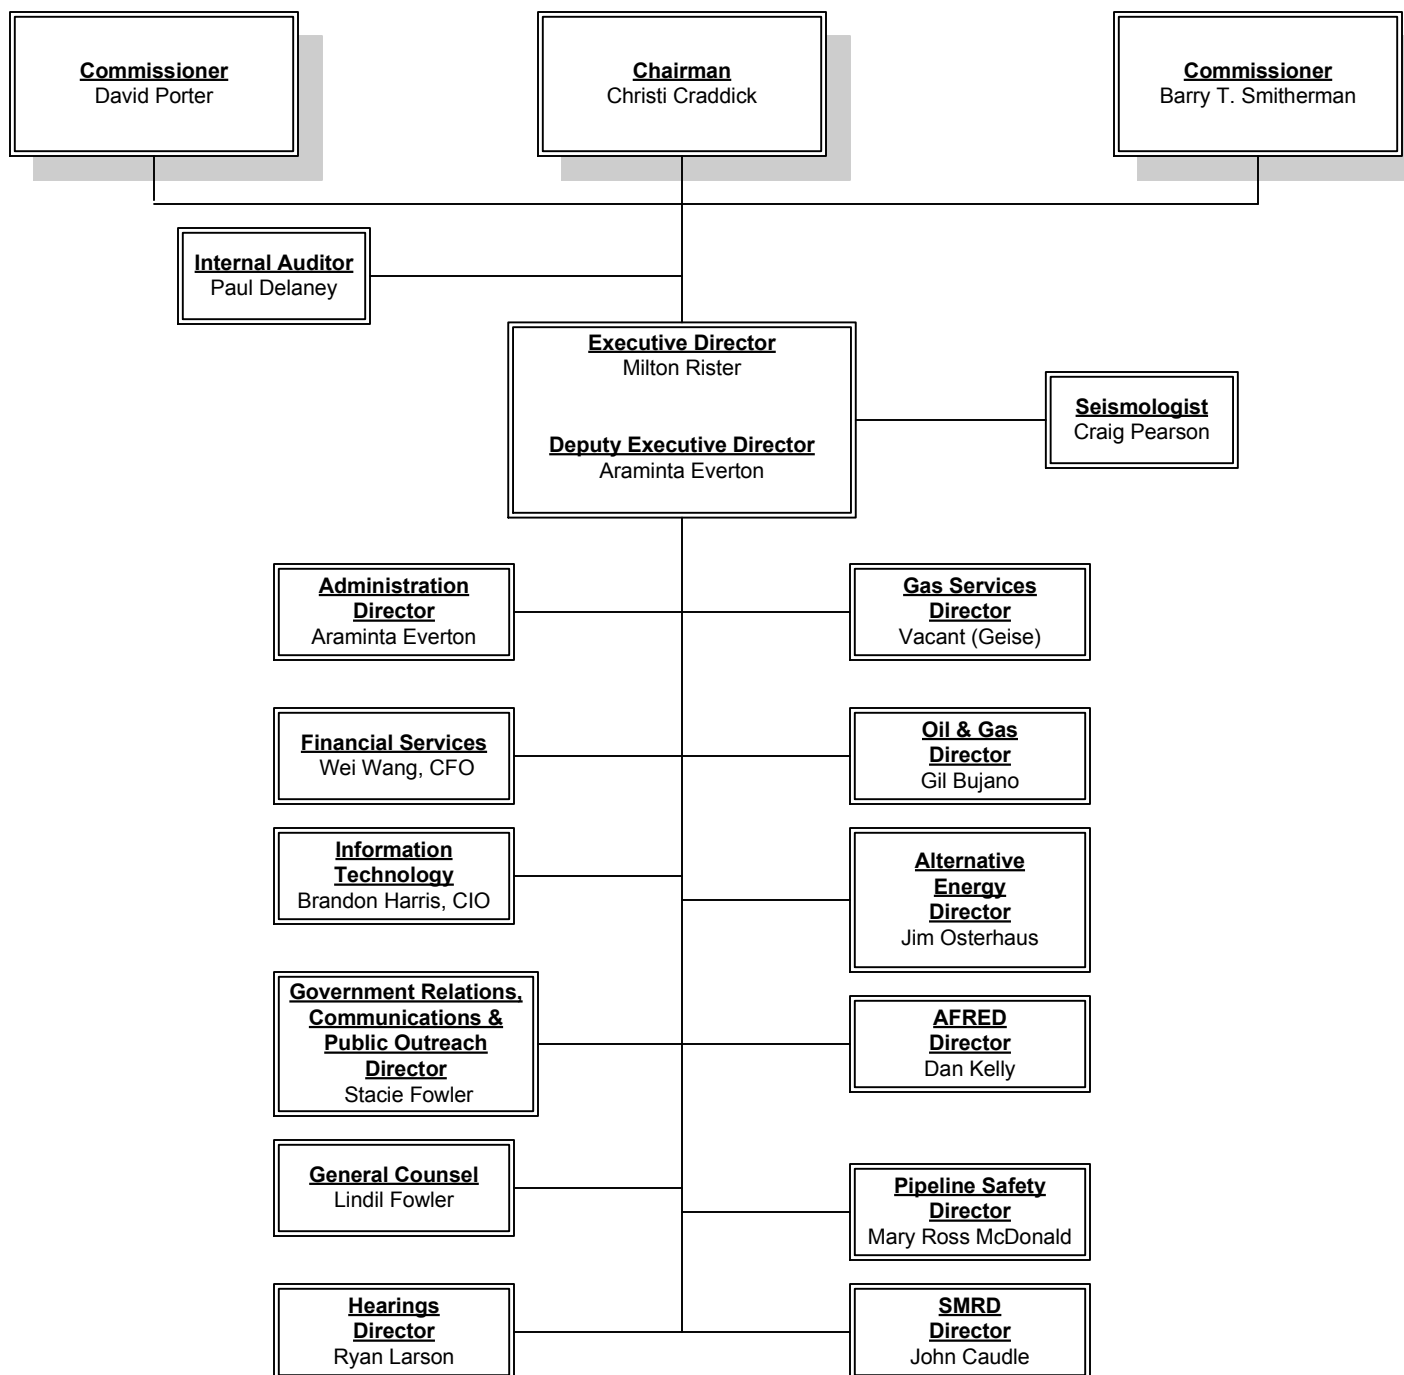 Commissioner
David Porter
Chairman
Christi Craddick
Commissioner
Barry T. Smitherman
Internal Auditor
Paul Delaney
Executive Director
Milton Rister
Deputy Executive Director
Araminta Everton
Seismologist
Craig Pearson
Administration
Director
Araminta Everton
Gas Services
Director
Vacant (Geise)
Financial Services
Wei Wang, CFO
Oil & Gas
Director
Gil Bujano
Information
Technology
Brandon Harris, CIO
Alternative
Energy
Director
Jim Osterhaus
Government Relations,
Communications &
Public Outreach
Director
Stacie Fowler
AFRED
Director
Dan Kelly
General Counsel
Lindil Fowler
Pipeline Safety
Director
Mary Ross McDonald
Hearings
Director
Ryan Larson
SMRD
Director
John Caudle